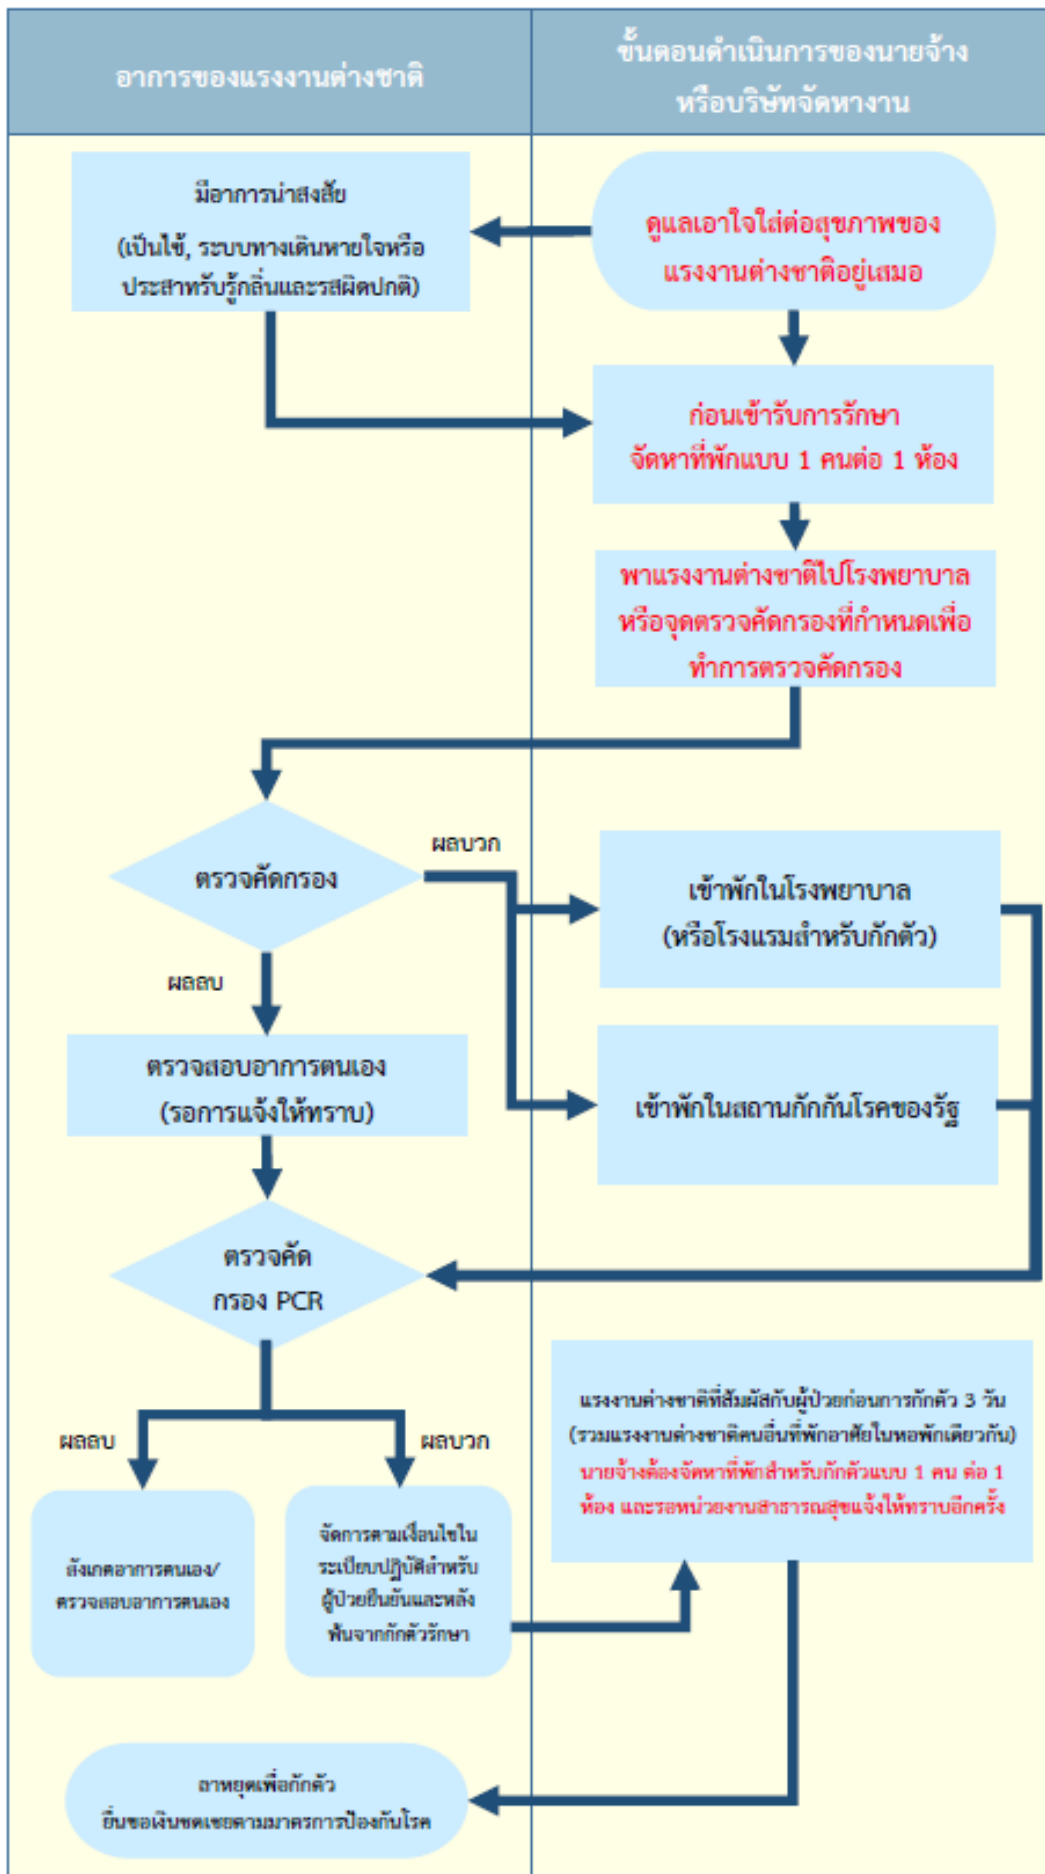 อาการของแรงงานต่างชาติ
ขั้นตอนดำเนินการของนายจ้าง
หรือบริษัทจัดหางาน
มีอาการน่าสงสัย
(เป็นไข้, ระบบทางเดินหายใจหรือ
ประสาทรับรู้กลิ่นและรสผิดปกติ)
ดูแลเอาใจใส่ต่อสุขภาพของ
แรงงานต่างชาติอยู่เสมอ
ก่อนเข้ารับการรักษา
จัดหาที่พักแบบ 1 คนต่อ 1 ห้อง
พาแรงงานต่างชาติไปโรงพยาบาล
หรือจุดตรวจคัดกรองที่กำหนดเพื่อ
ทำการตรวจคัดกรอง
ตรวจคัดกรอง
ผลบวก
เข้าพักในโรงพยาบาล
(หรือโรงแรมสำหรับกักตัว)
ผลลบ
ตรวจสอบอาการตนเอง
(รอการแจ้งให้ทราบ)
เข้าพักในสถานกักกันโรคของรัฐ
ตรวจคัด
กรอง PCR
แรงงานต่างชาติที่สัมผัสกับผู้ป่วยก่อนการกักตัว 3 วัน
(รวมแรงงานต่างชาติคนอื่นที่พักอาศัยในหอพักเดียวกัน)
นายจ้างต้องจัดหาที่พักสำหรับกักตัวแบบ 1 คน ต่อ 1
ห้อง และรอหน่วยงานสาธารณสุขแจ้งให้ทราบอีกครั้ง
ผลลบ
ผลบวก
สังเกตอาการตนเอง/
ตรวจสอบอาการตนเอง
จัดการตามเงื่อนไขใน
ระเบียบปฏิบัติสำหรับ
ผู้ป่วยยืนยันและหลัง
พ้นจากกักตัวรักษา
ลาหยุดเพื่อกักตัว
ยื่นขอเงินชดเชยตามมาตรการป้องกันโรค